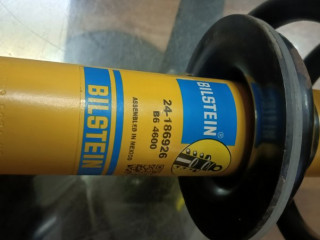 BILSTEIN
ASSEMBLED IN MEXICO
B6 4600
24-186926
BILSTEIN®